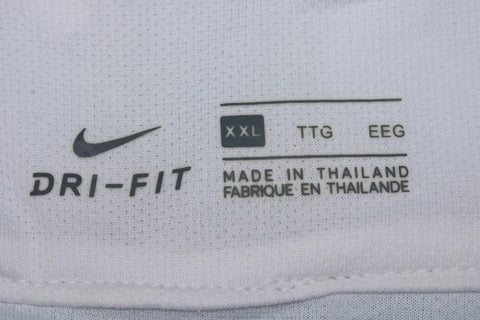 XXL TTG EEG
DRI-FIT
MADE IN THAILAND
FABRIQUE EN THAILANDE